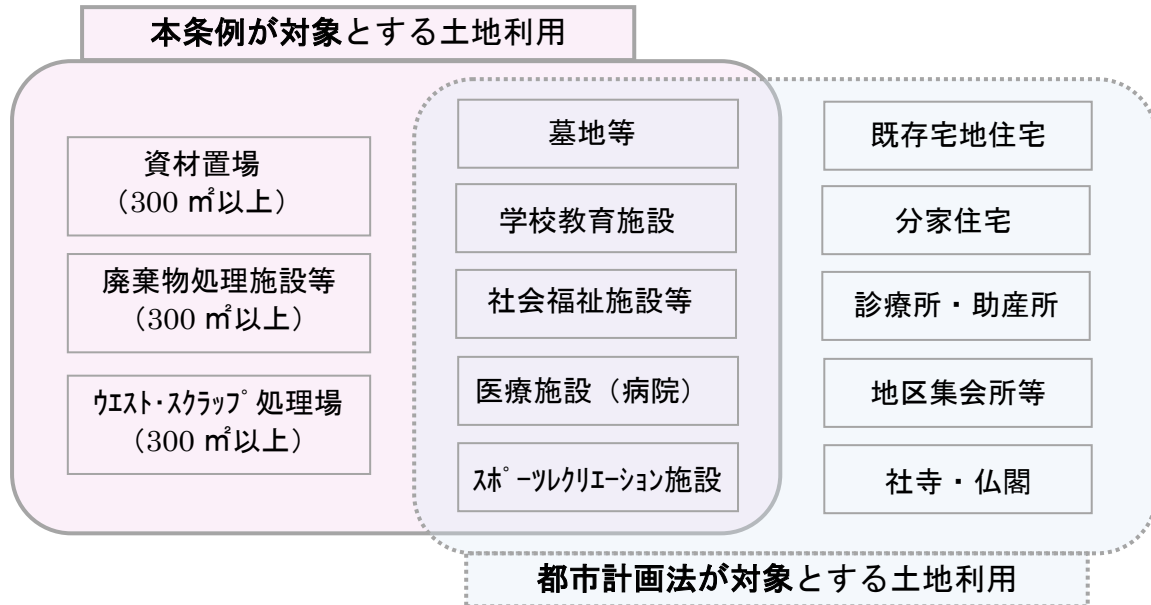 本条例が対象とする土地利用
資材置場
(300 ㎡以上)
廃棄物処理施設等
(300 ㎡以上)
ｳｴｽﾄ･ｽｸﾗｯﾌﾟ処理場
(300 ㎡以上)
墓地等
学校教育施設
社会福祉施設等
医療施設（病院）
ｽﾎﾟｰﾂﾚｸﾘｴｰｼｮﾝ施設
既存宅地住宅
分家住宅
診療所・助産所
地区集会所等
社寺・仏閣
都市計画法が対象とする土地利用